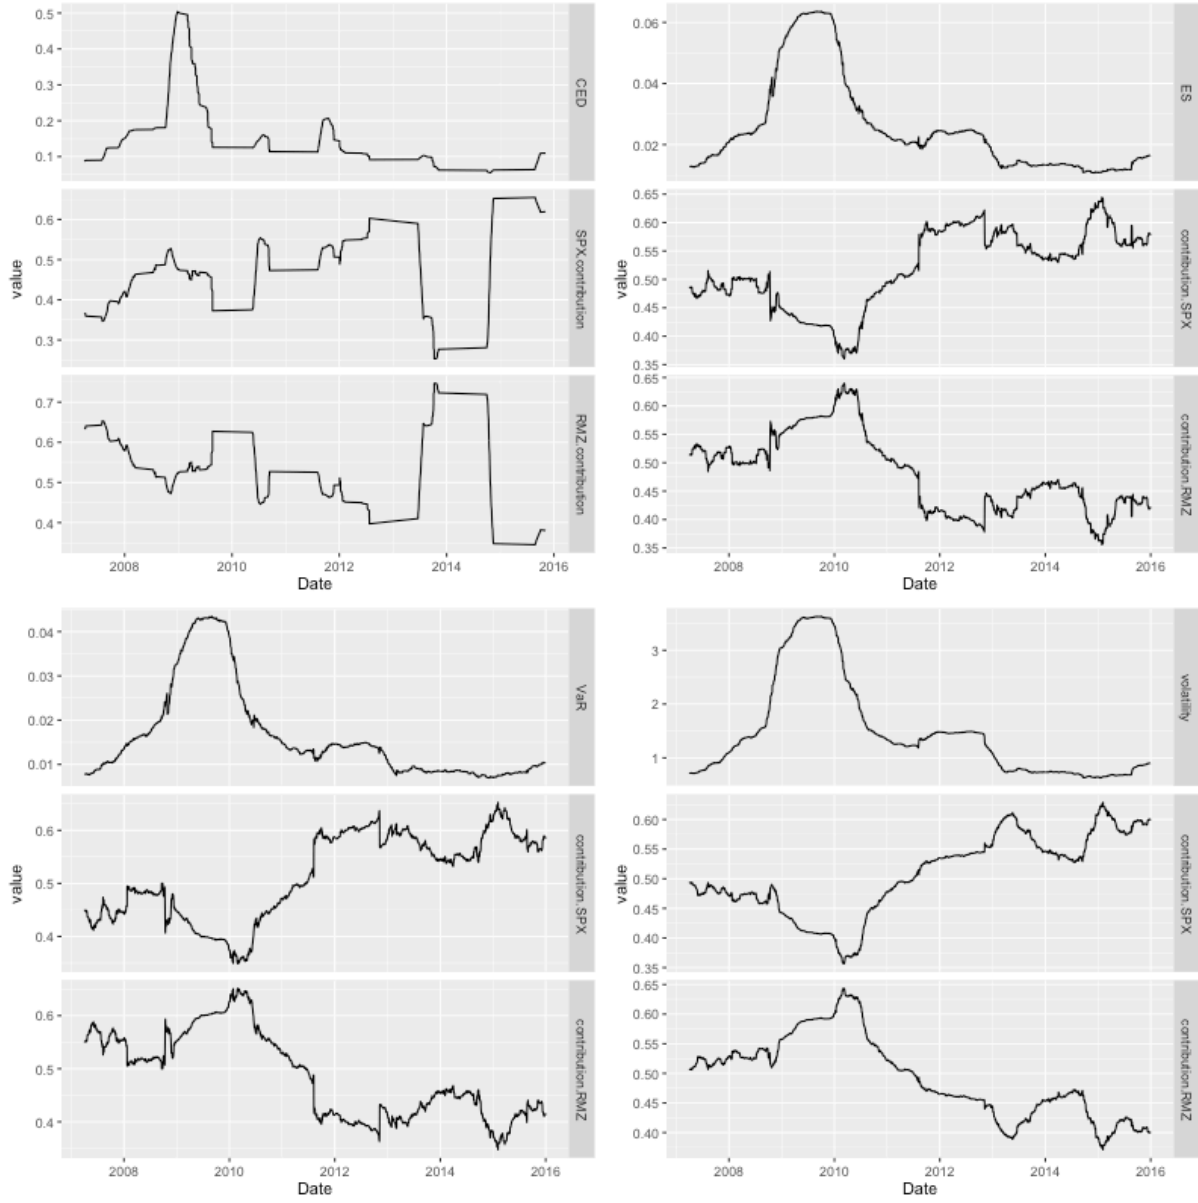 0.5
0.4
0.3
0.2
0.1
CED
0.6
0.5
0.4
0.3
SPX.contribution
value
0.7
0.6
0.5
0.4
RMZ.contribution
2008 2010 2012 2014 2016
Date
0.06
0.04
0.02
ES
0.65
0.60
0.55
0.50
0.45
0.40
0.35
contribution.SPX
value
0.65
0.60
0.55
0.50
0.45
0.40
0.35
contribution.RMZ
2008 2010 2012 2014 2016
Date
0.04
0.03
0.02
0.01
VaR
0.6
0.5
0.4
contribution.SPX
value
0.6
0.5
0.4
contribution.RMZ
2008 2010 2012 2014 2016
Date
3
2
1
volatility
0.60
0.55
0.50
0.45
0.40
0.35
contribution.SPX
value
0.65
0.60
0.55
0.50
0.45
0.40
contribution.RMZ
2008 2010 2012 2014 2016
Date